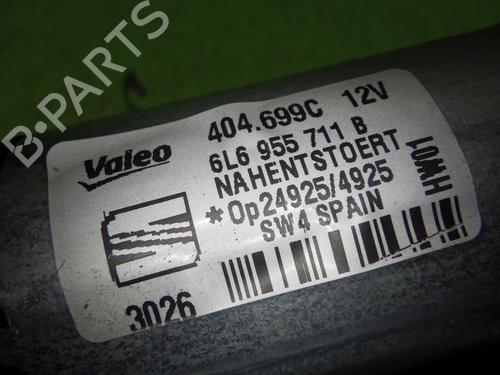 B-PARTS
Valeo
404.699C 12V
6L6 955 711 B
NAHENTSTOERT
*Op24925/4925
SW4 SPAIN
HW01
3026